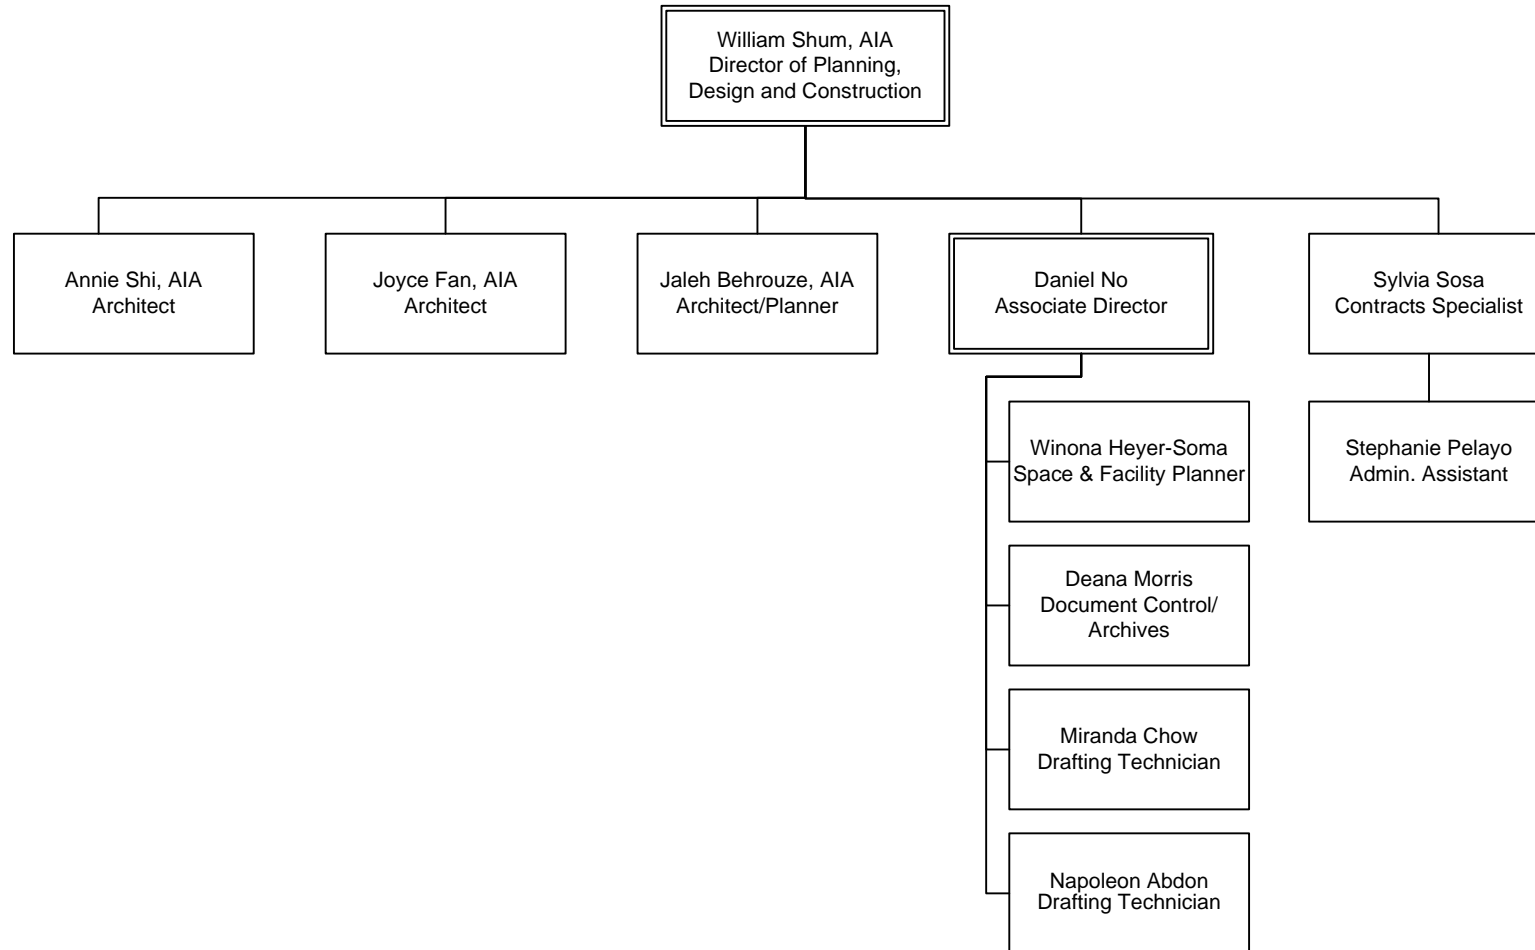 William Shum, AIA
Director of Planning,
Design and Construction
Annie Shi, AIA
Architect
Joyce Fan, AIA
Architect
Jaleh Behrouze, AIA
Architect/Planner
Daniel No
Associate Director
Sylvia Sosa
Contracts Specialist
Winona Heyer-Soma
Space & Facility Planner
Stephanie Pelayo
Admin. Assistant
Deana Morris
Document Control/
Archives
Miranda Chow
Drafting Technician
Napoleon Abdon
Drafting Technician